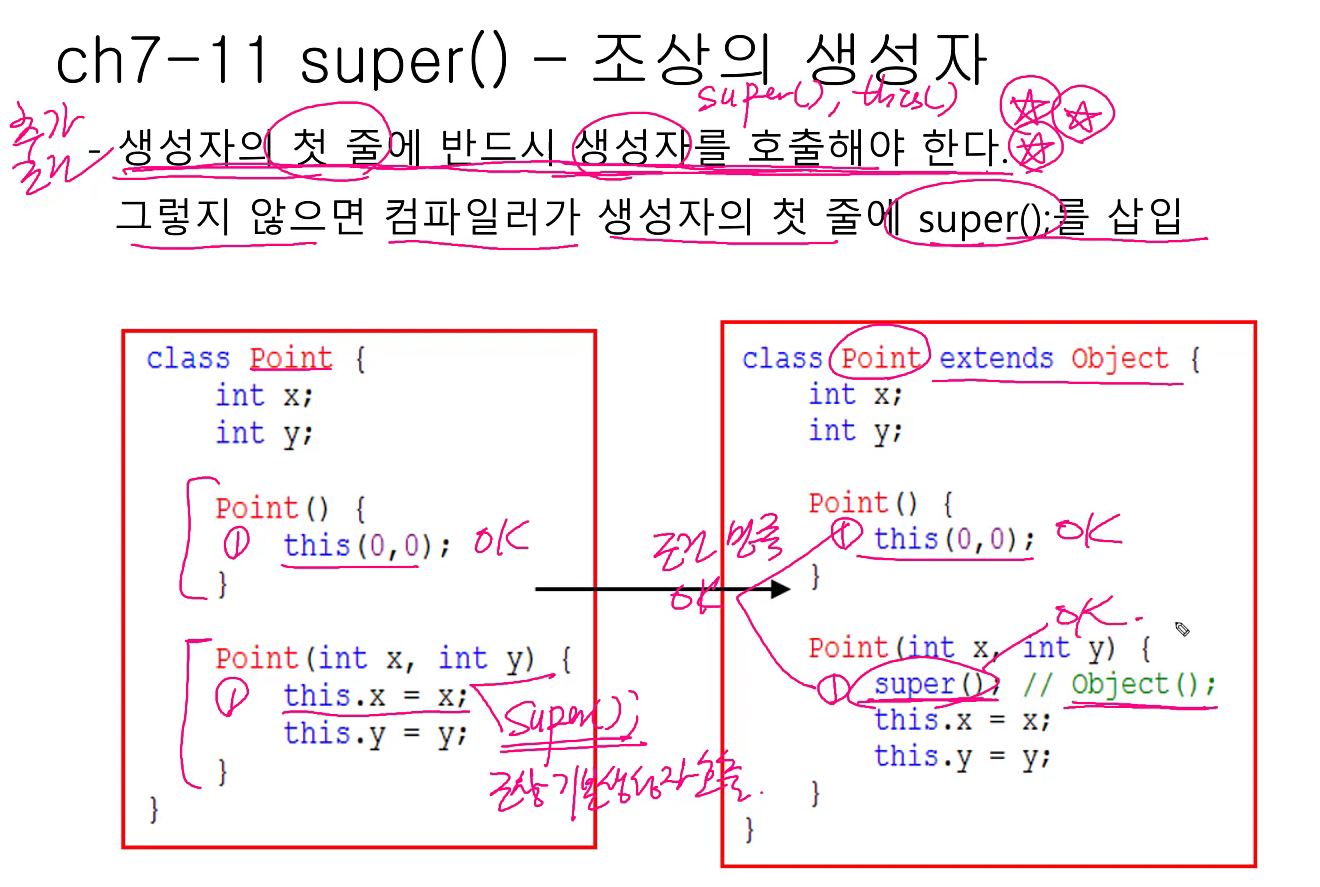 ch7-11 super() - 조상의 생성자
super(), this()
추가
조건
- 생성자의 첫 줄에 반드시 생성자를 호출해야 한다.
그렇지 않으면 컴파일러가 생성자의 첫 줄에 super();를 삽입
class Point {
int x;
int y;
Point() {
① this(0,0); OK
}
Point(int x, int y) {
① this.x = x;
super();
this.y = y;
조상 기본생성자 호출.
}
}
조건 만족
OK
class Point extends Object {
int x;
int y;
Point() {
① this(0,0); OK
}
OK.
Point(int x, int y) {
① super(); // Object();
this.x = x;
this.y = y;
}
}